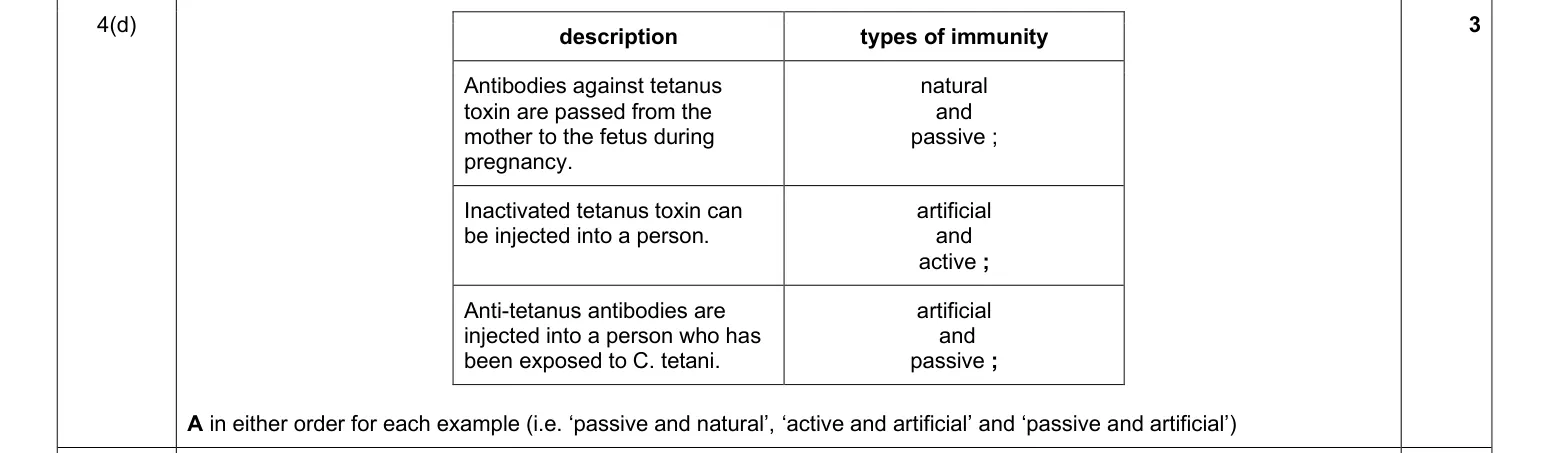 4(d)
3
description
types of immunity
Antibodies against tetanus
toxin are passed from the
mother to the fetus during
pregnancy.
natural
and
passive ;
Inactivated tetanus toxin can
be injected into a person.
artificial
and
active ;
Anti-tetanus antibodies are
injected into a person who has
been exposed to C. tetani.
artificial
and
passive ;
A in either order for each example (i.e. ‘passive and natural’, ‘active and artificial’ and ‘passive and artificial’)